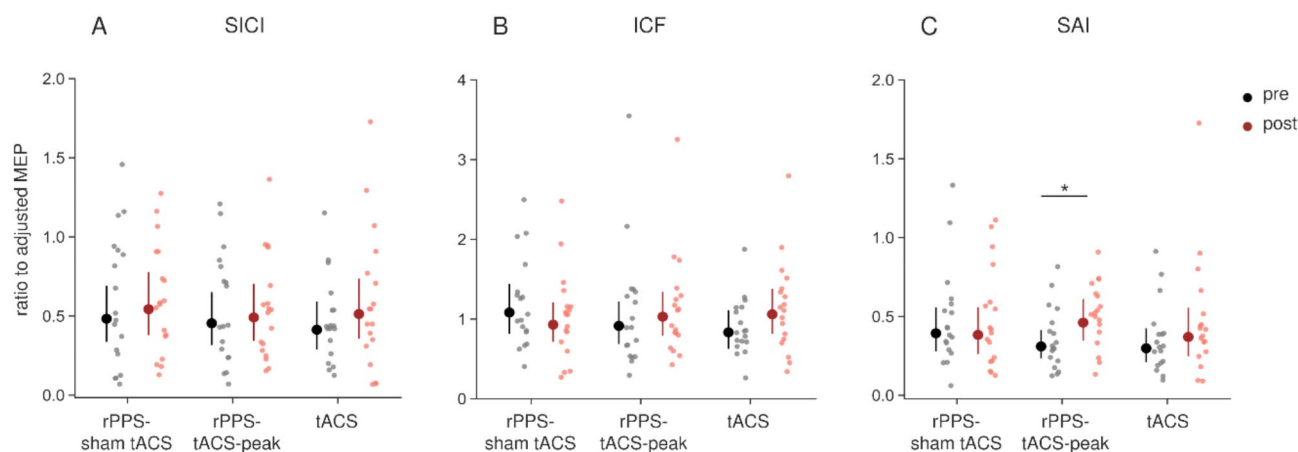 A SICI
B ICF
C SAI
ratio to adjusted MEP
2.0
1.5
1.0
0.5
0.0
rPPS-
sham tACS
rPPS-
tACS-peak
tACS
4
3
2
1
0
rPPS-
sham tACS
rPPS-
tACS-peak
tACS
2.0
1.5
1.0
0.5
0.0
*
rPPS-
sham tACS
rPPS-
tACS-peak
tACS
pre
post